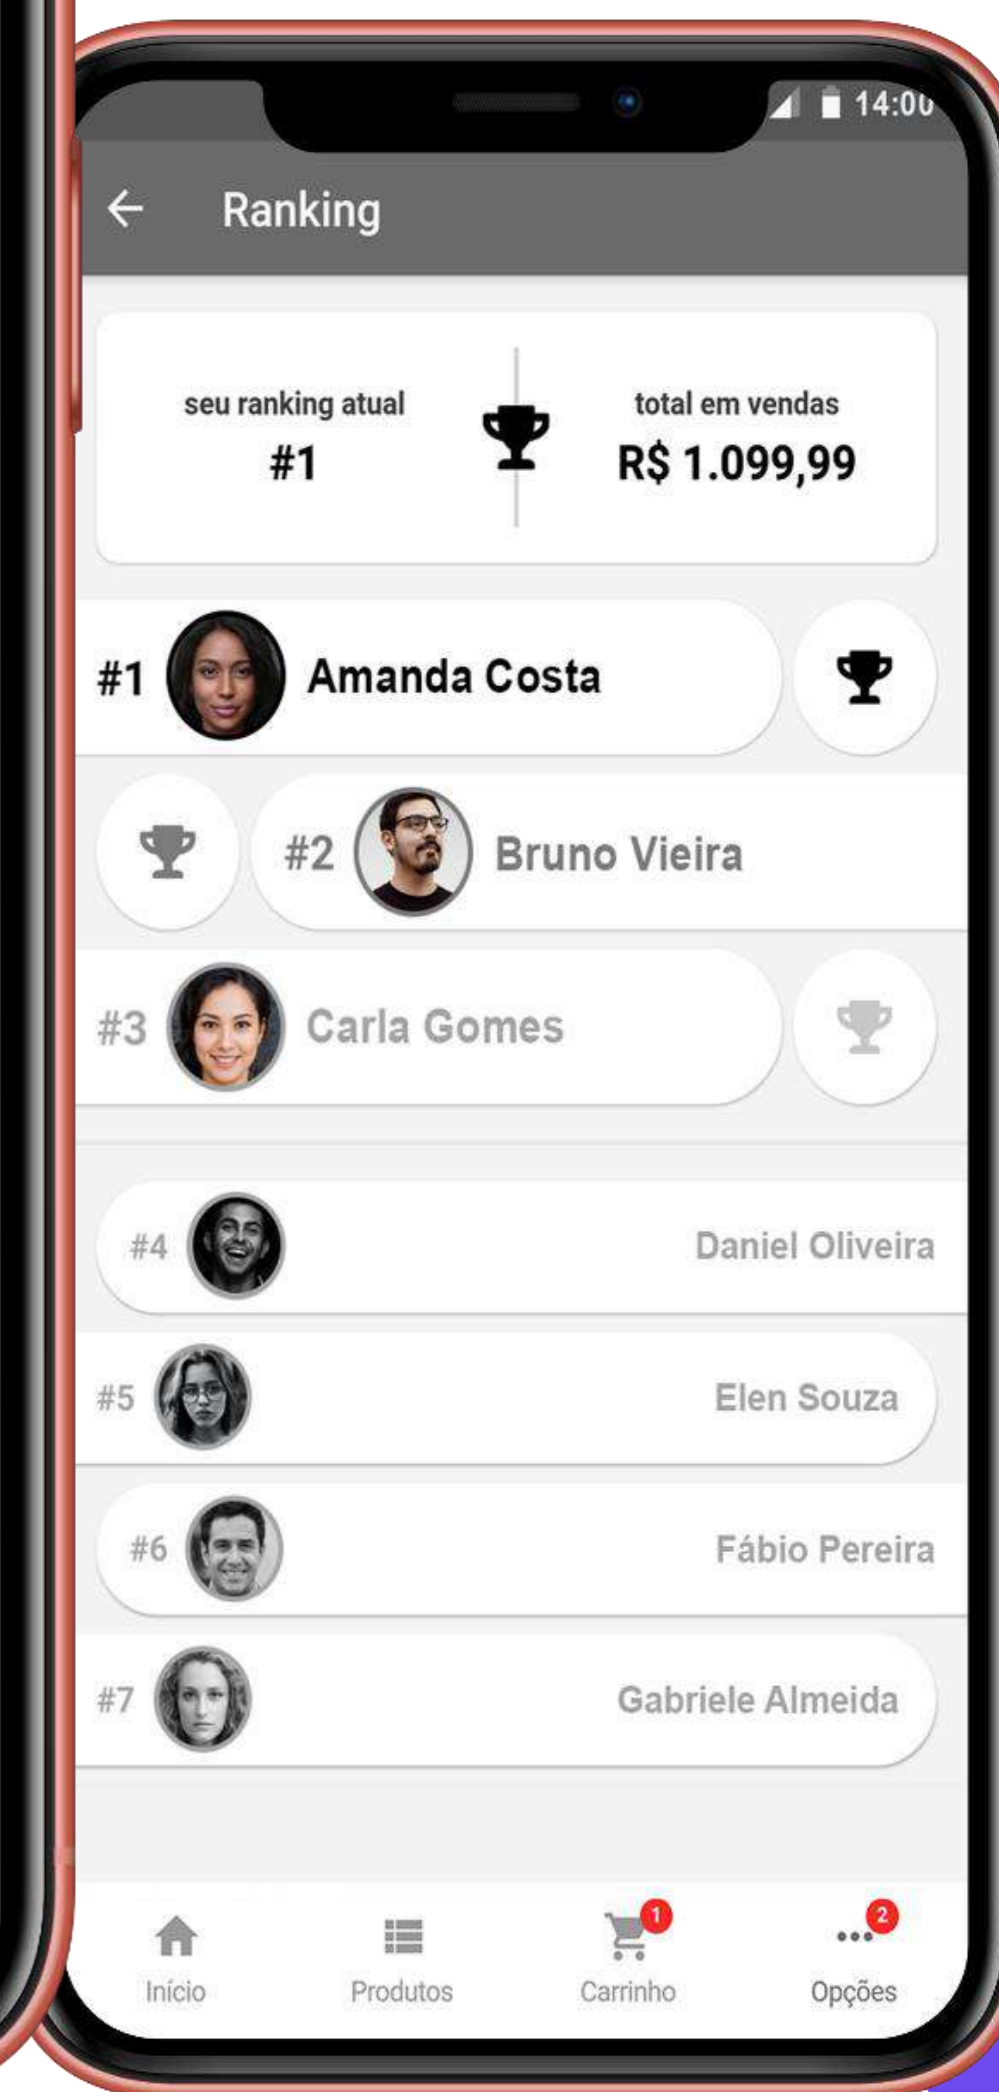 14:00
Ranking
seu ranking atual
#1
total em vendas
R$ 1.099,99
#1 Amanda Costa
#2 Bruno Vieira
#3 Carla Gomes
#4 Daniel Oliveira
#5 Elen Souza
#6 Fábio Pereira
#7 Gabriele Almeida
1
2
Início
Produtos
Carrinho
Opções